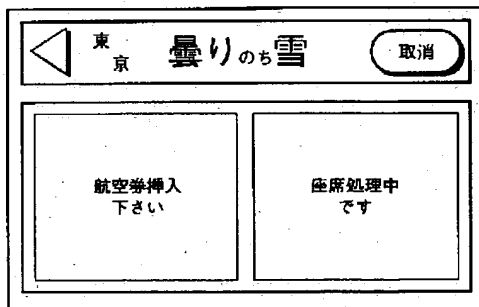 東京 曇りのち雪 取消
航空券挿入
下さい
座席処理中
です